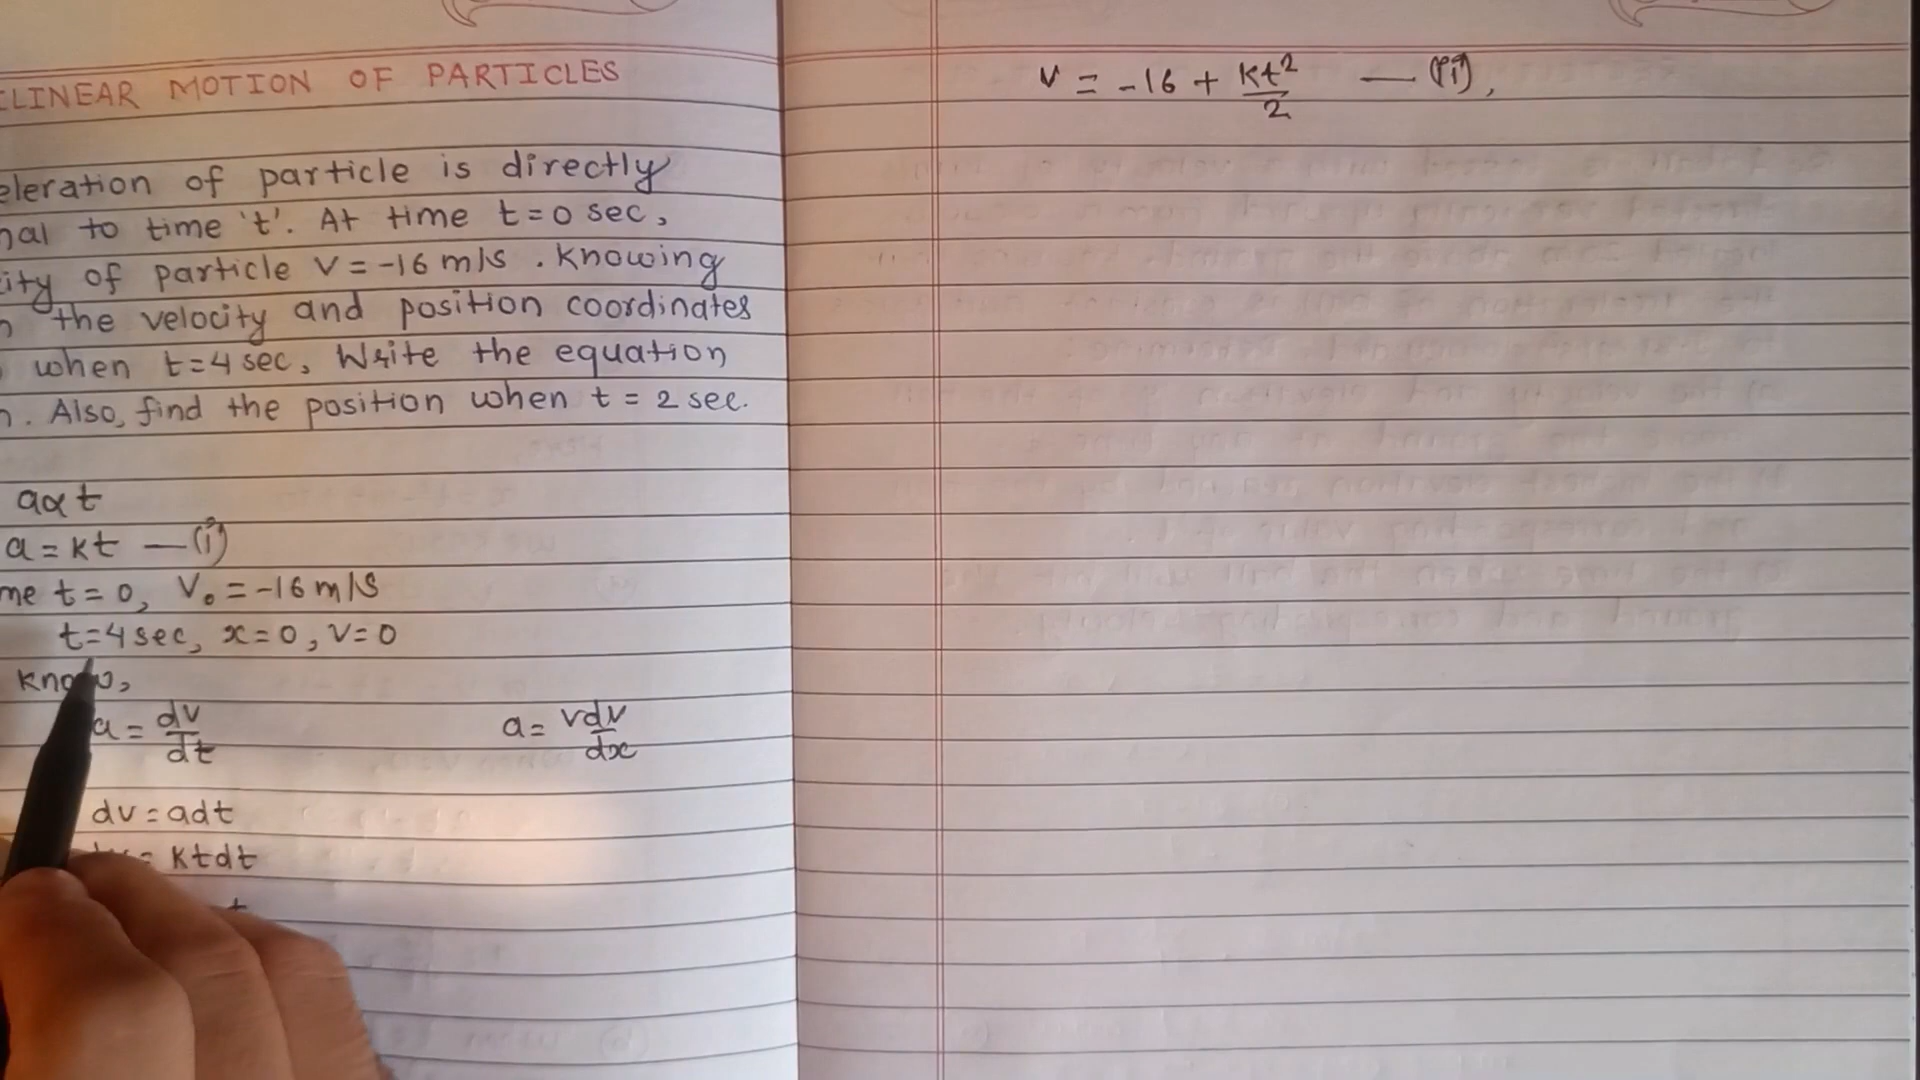 LINEAR MOTION OF PARTICLES
eleration of particle is directly
nal to time 't'. At time t=0 sec,
ity of particle v = -16 m/s . Knowing
the velocity and position coordinates
when t=4 sec, Write the equation
. Also, find the position when t = 2 sec.
a∝t
a = kt —(i)
me t=0, V₀ = -16 m/s
t=4 sec, x=0, v=0
know,
a = dv/dt
a = vdv/dx
dv = adt
= ktdt
t
v = -16 + kt²/2 — (ii),